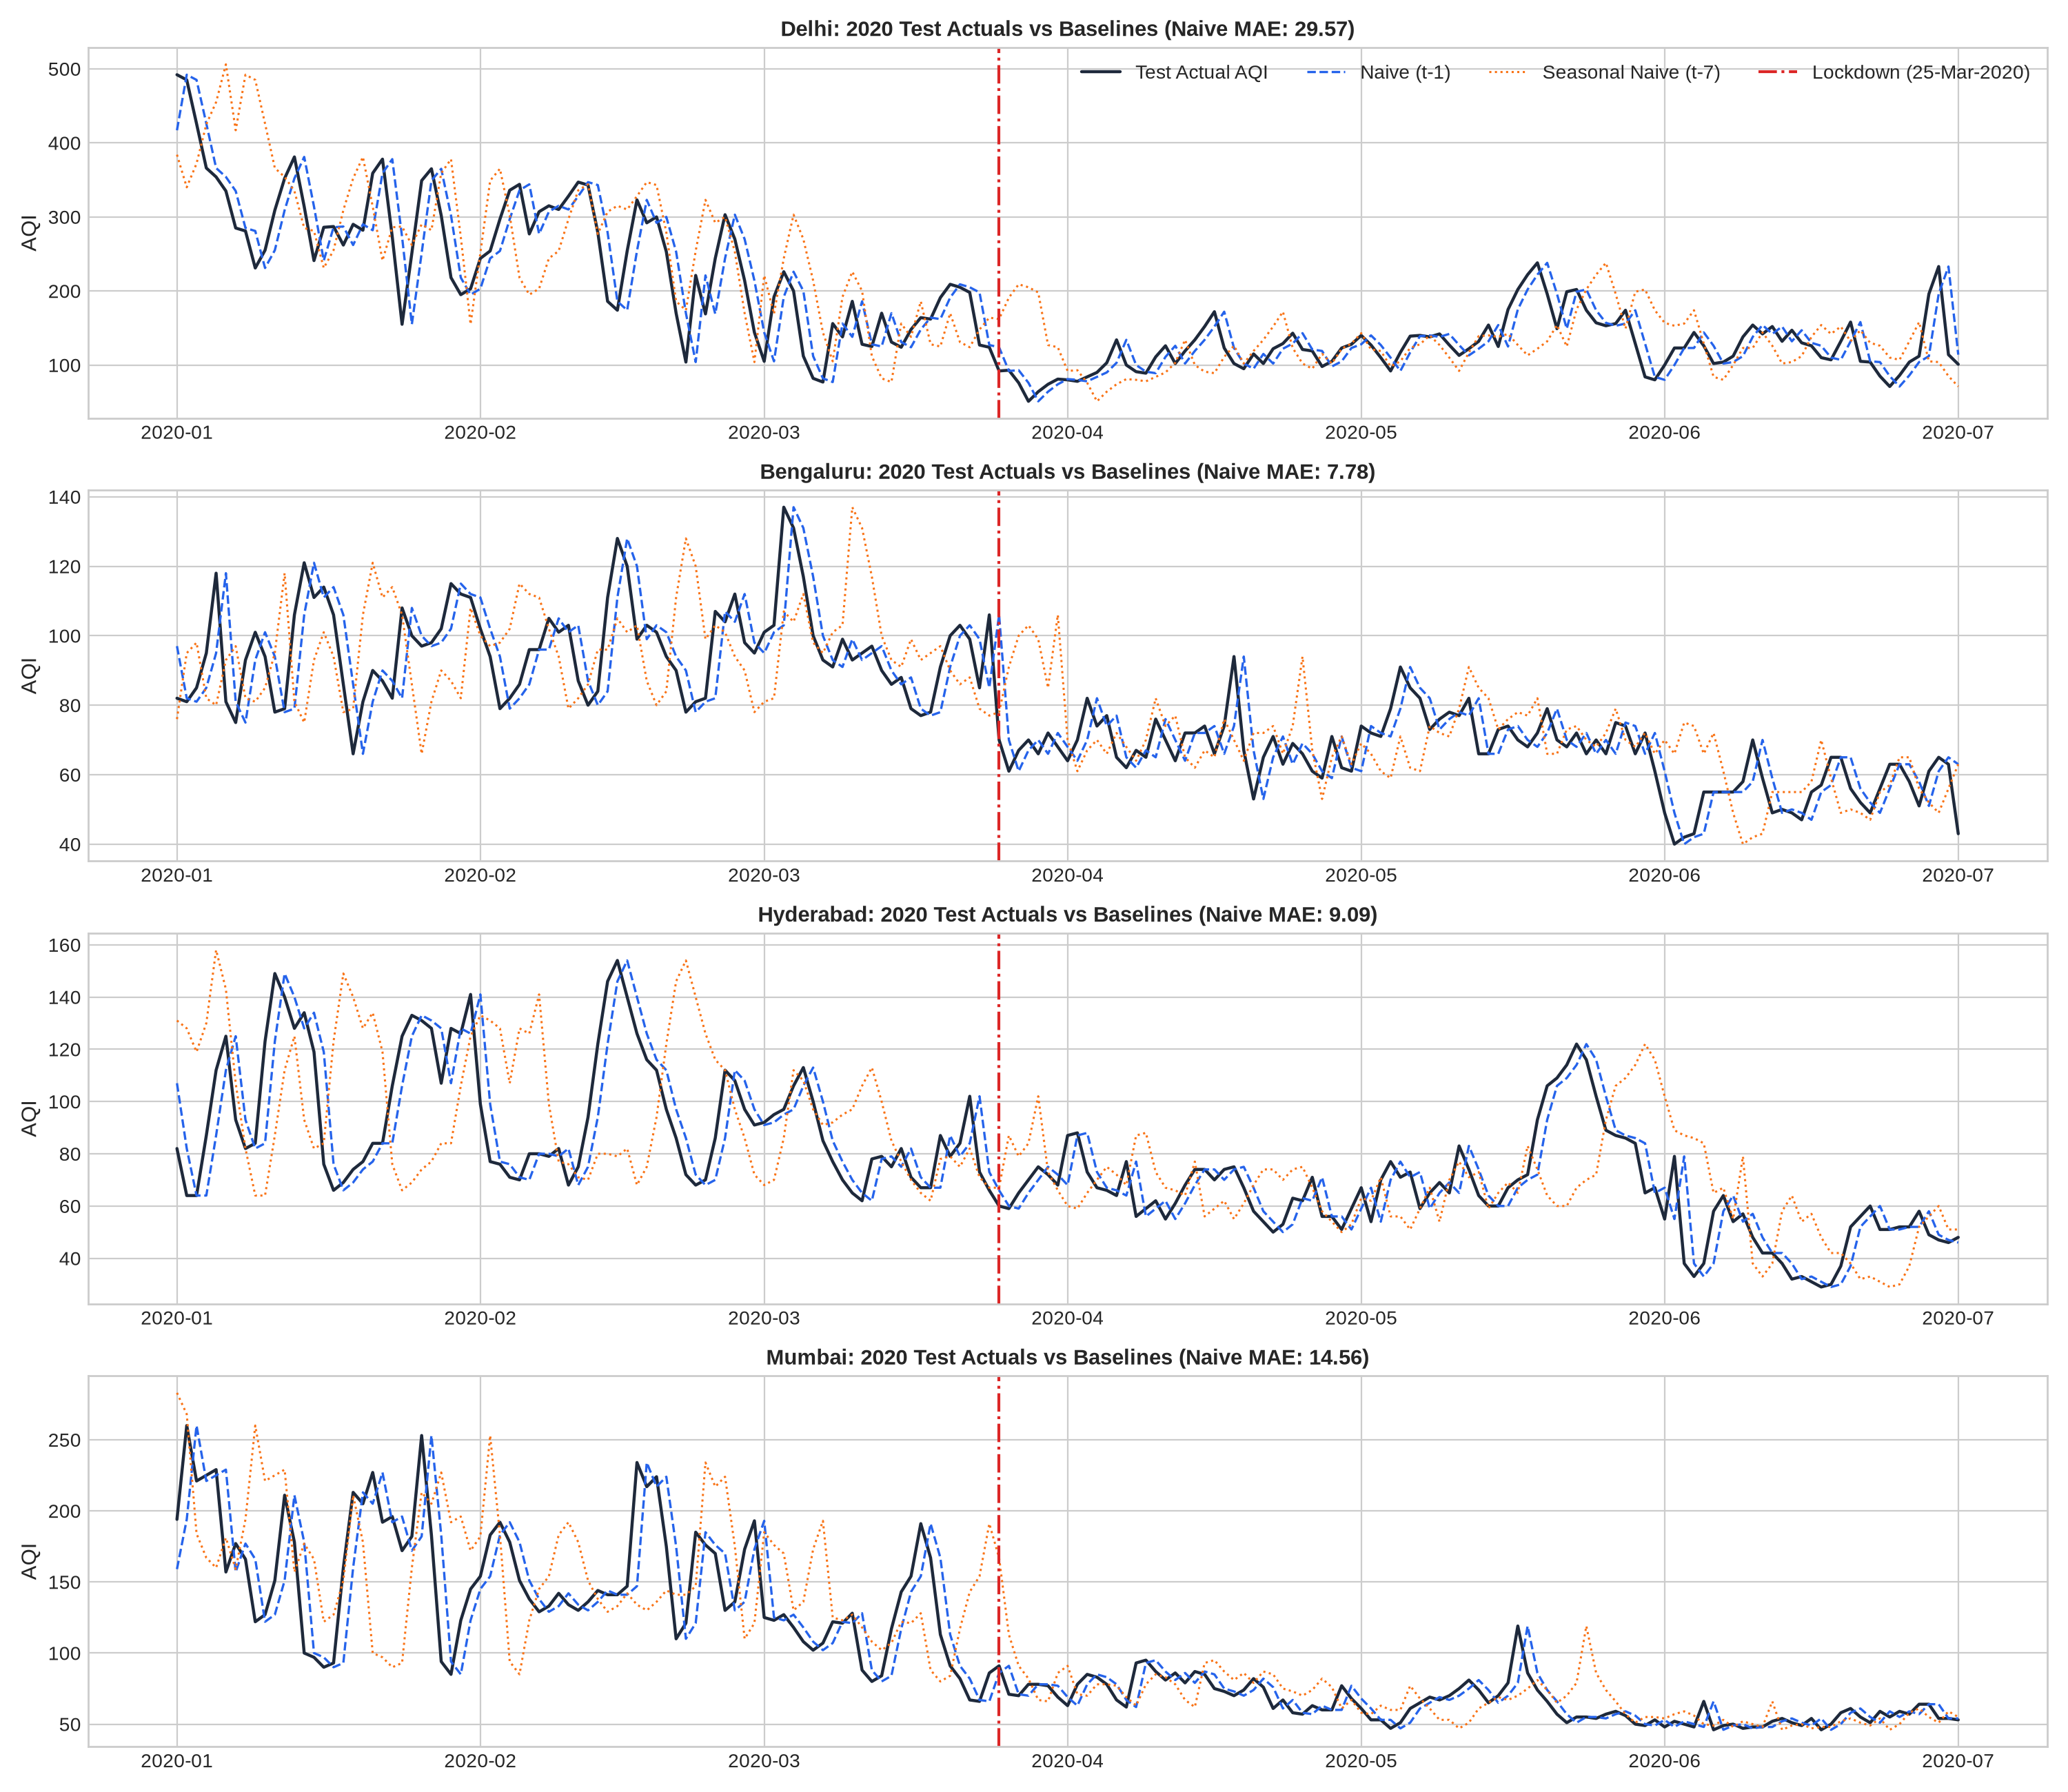 Delhi: 2020 Test Actuals vs Baselines (Naive MAE: 29.57)
Test Actual AQI Naive (t-1) Seasonal Naive (t-7) Lockdown (25-Mar-2020)
AQI
500
400
300
200
100
2020-01 2020-02 2020-03 2020-04 2020-05 2020-06 2020-07
Bengaluru: 2020 Test Actuals vs Baselines (Naive MAE: 7.78)
AQI
140
120
100
80
60
40
2020-01 2020-02 2020-03 2020-04 2020-05 2020-06 2020-07
Hyderabad: 2020 Test Actuals vs Baselines (Naive MAE: 9.09)
AQI
160
140
120
100
80
60
40
2020-01 2020-02 2020-03 2020-04 2020-05 2020-06 2020-07
Mumbai: 2020 Test Actuals vs Baselines (Naive MAE: 14.56)
AQI
250
200
150
100
50
2020-01 2020-02 2020-03 2020-04 2020-05 2020-06 2020-07